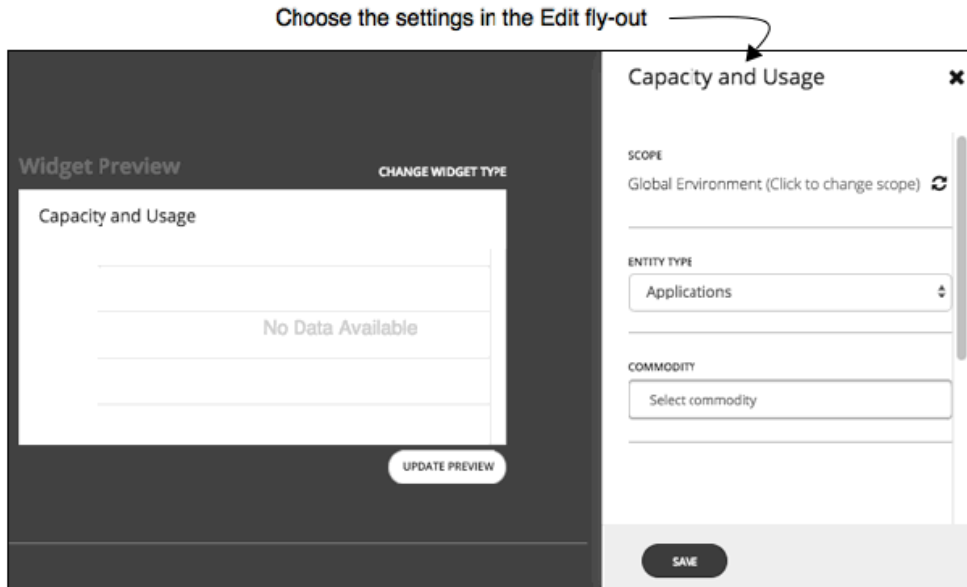 Choose the settings in the Edit fly-out
Capacity and Usage
Widget Preview
CHANGE WIDGET TYPE
Capacity and Usage
No Data Available
UPDATE PREVIEW
SCOPE
Global Environment (Click to change scope)
ENTITY TYPE
Applications
COMMODITY
Select commodity
SAVE